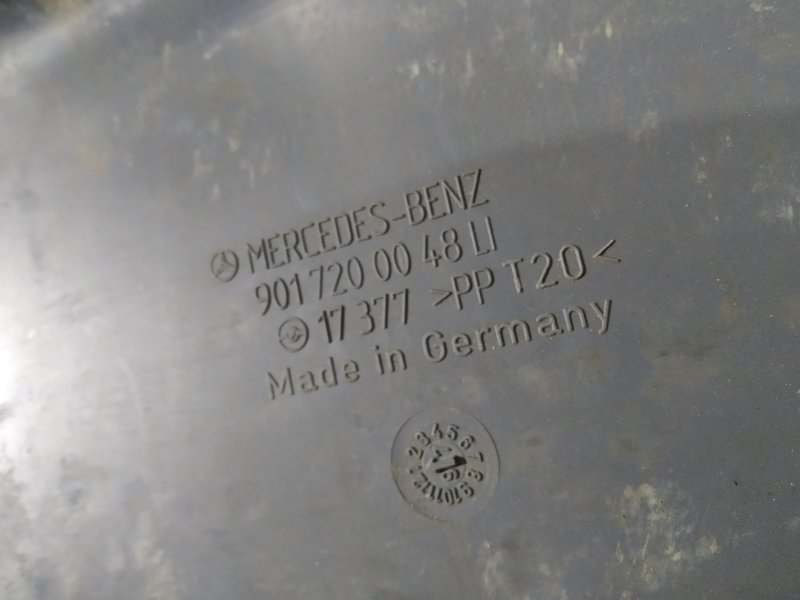 MERCEDES-BENZ
901 720 00 48 LI
17 377 >PP T20<
Made in Germany